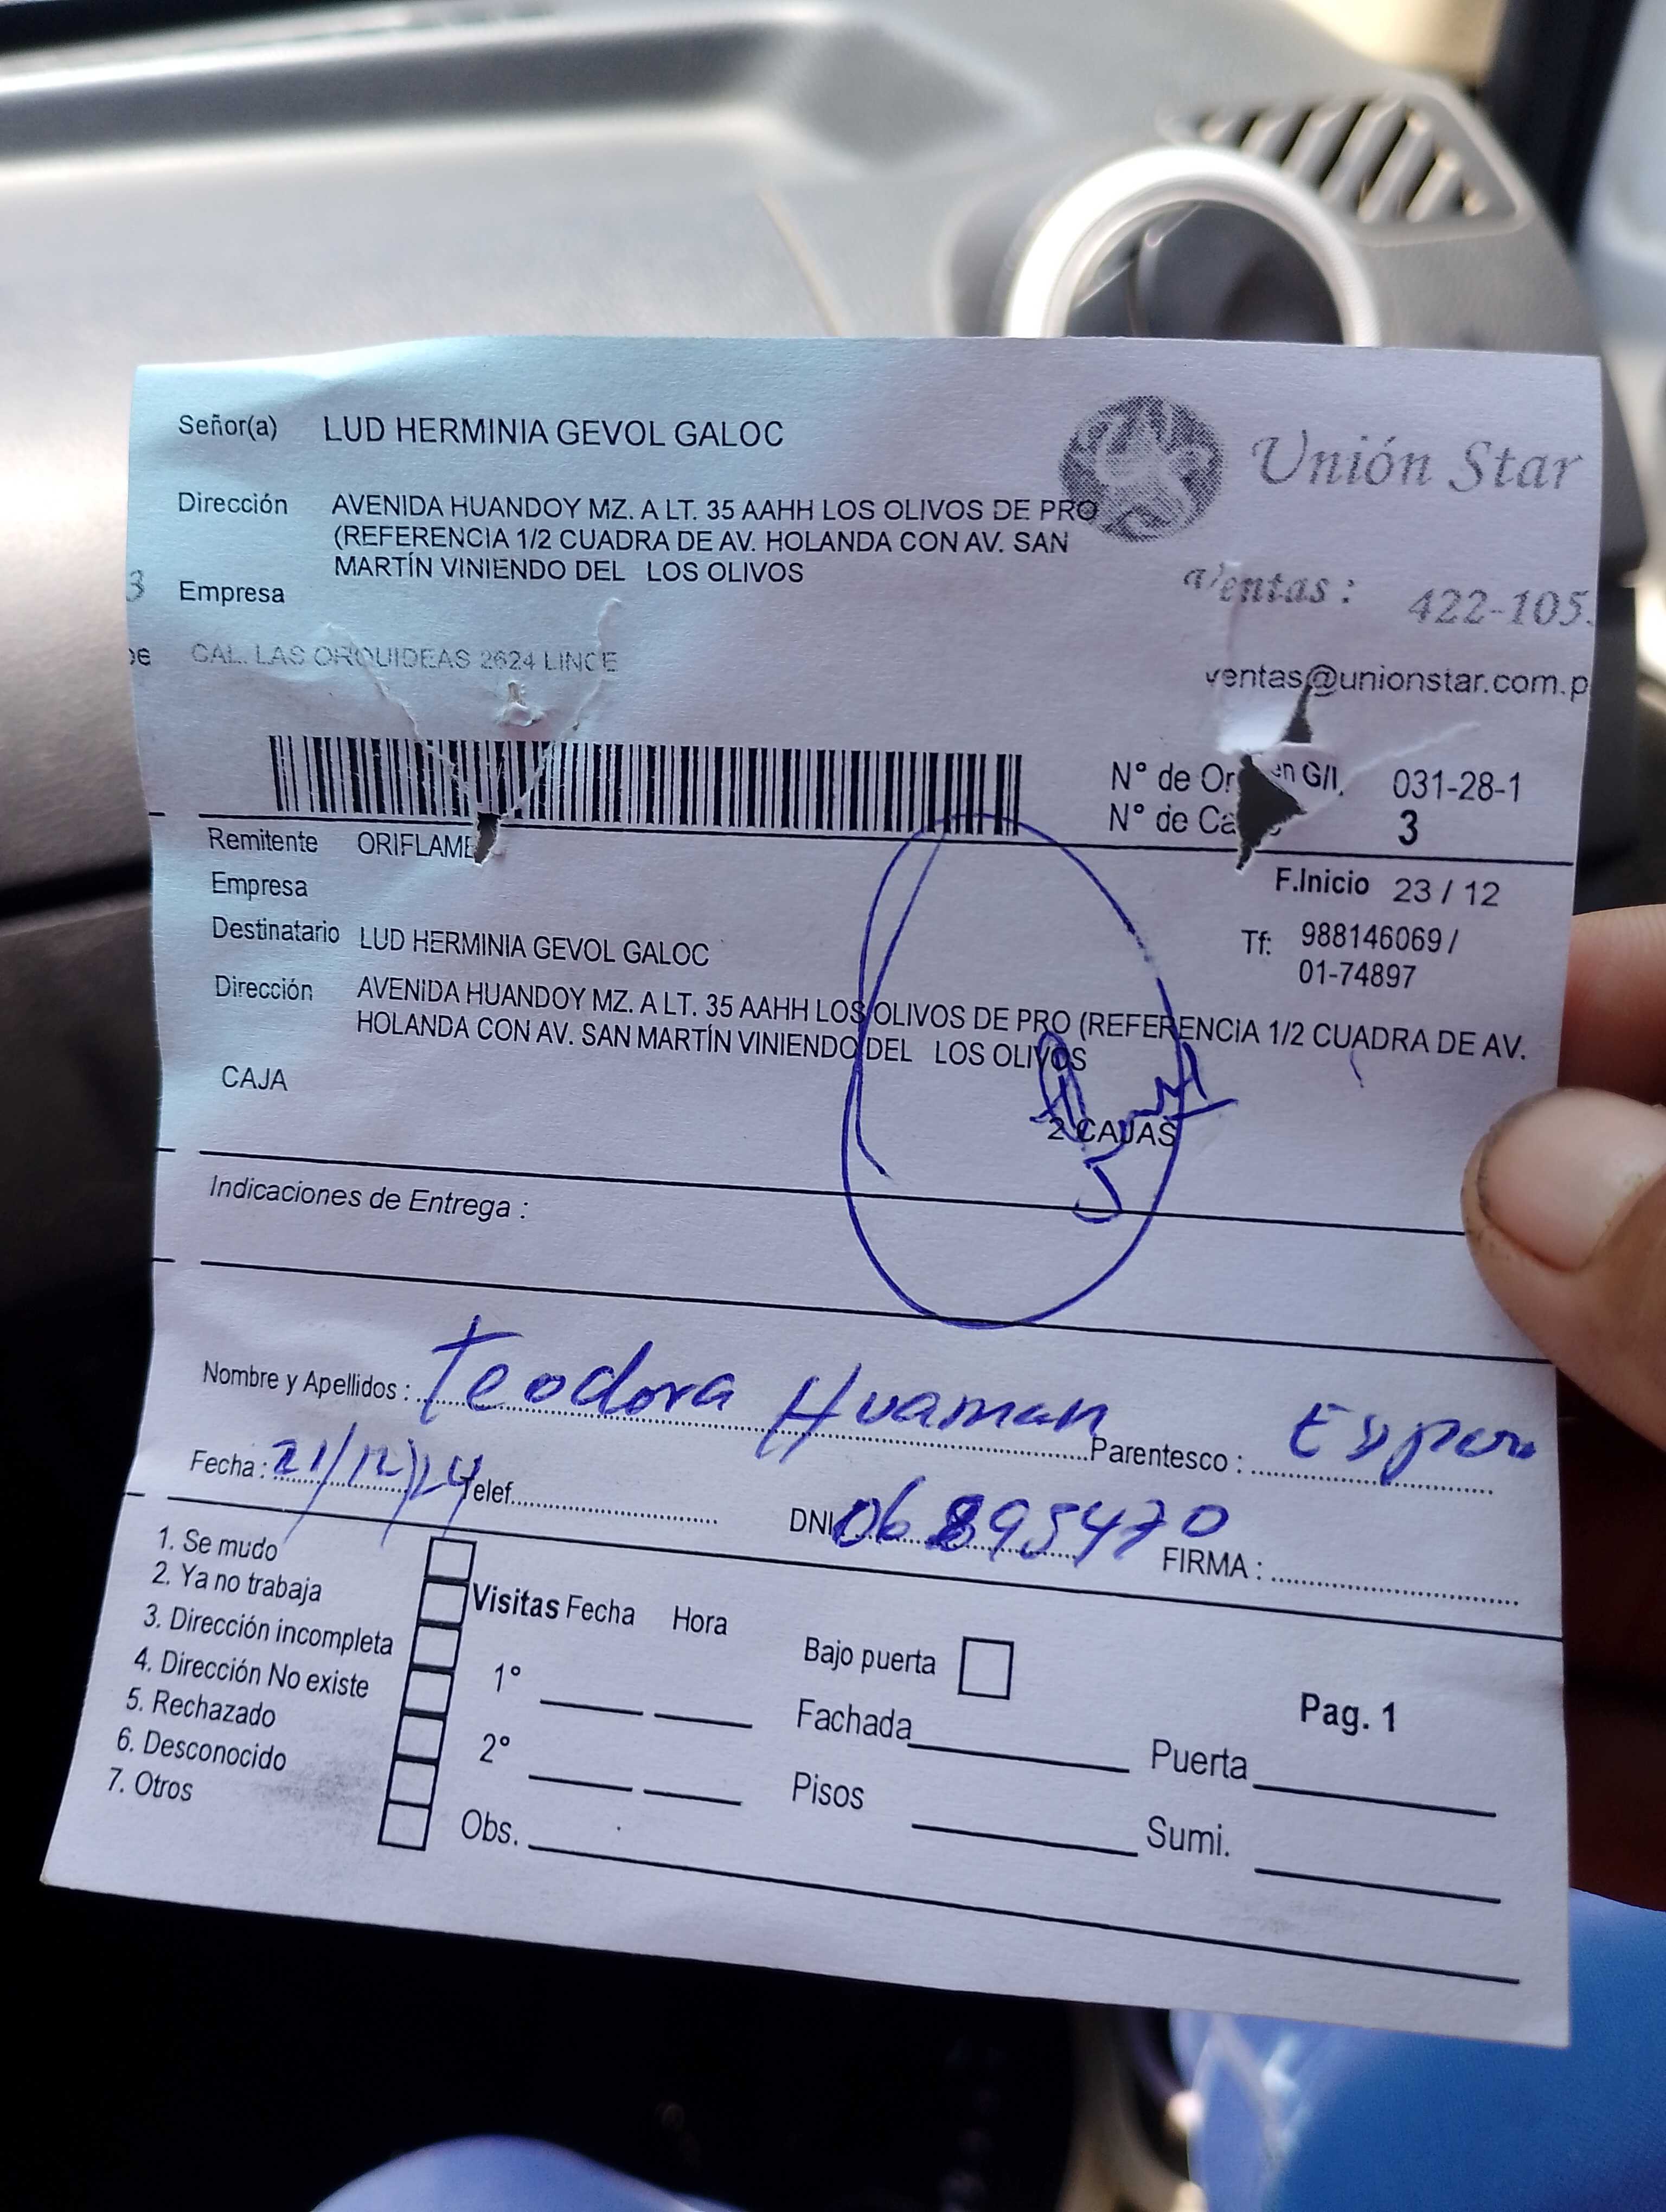 Señor(a) LUD HERMINIA GEVOL GALOC
Unión Star
Dirección AVENIDA HUANDOY MZ. A LT. 35 AAHH LOS OLIVOS DE PRO
(REFERENCIA 1/2 CUADRA DE AV. HOLANDA CON AV. SAN
MARTÍN VINIENDO DEL LOS OLIVOS
3 Empresa
entas : 422-105
CAL. LAS ORQUIDEAS 2624 LINCE
ventas@unionstar.com.p
N° de Or en G/I. 031-28-1
N° de Ca 3
Remitente ORIFLAME
F.Inicio 23 / 12
Empresa
Destinatario LUD HERMINIA GEVOL GALOC
Tf: 988146069 /
01-74897
Dirección AVENIDA HUANDOY MZ. A LT. 35 AAHH LOS OLIVOS DE PRO (REFERENCIA 1/2 CUADRA DE AV.
HOLANDA CON AV. SAN MARTÍN VINIENDO DEL LOS OLIVOS
CAJA
2 CAJAS
Indicaciones de Entrega :
Nombre y Apellidos : Teodora Huaman Parentesco :
Fecha : 21/12/24 Telef. DNI 06895470 FIRMA :
1. Se mudo
2. Ya no trabaja
3. Dirección incompleta
4. Dirección No existe
5. Rechazado
6. Desconocido
7. Otros
Visitas Fecha Hora
1°
2°
Obs.
Bajo puerta
Fachada
Pisos
Pag. 1
Puerta
Sumi.